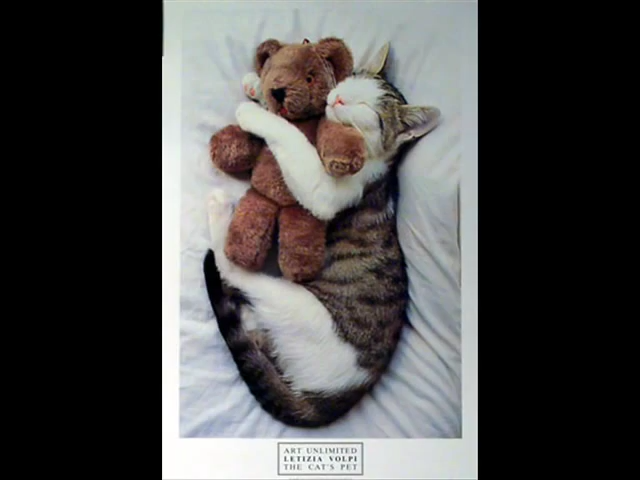 ART UNLIMITED
LETIZIA VOLPI
THE CAT'S PET